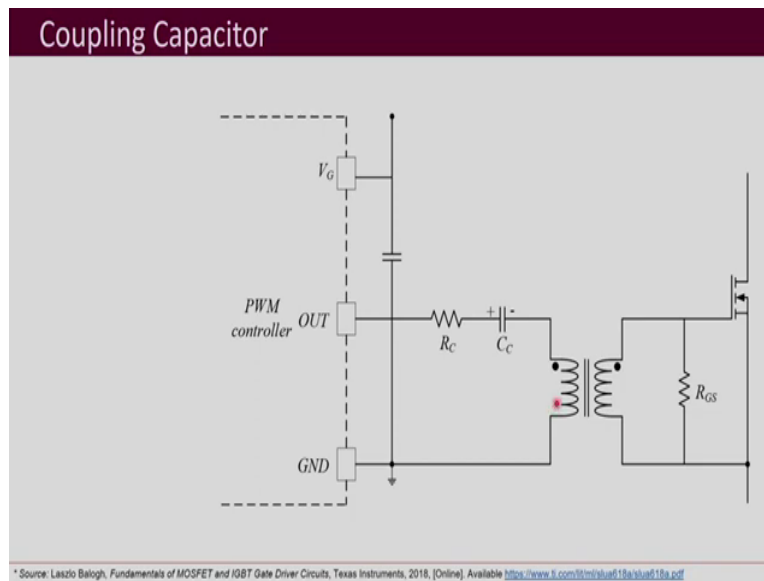 Coupling Capacitor
V_G
PWM
controller
OUT
+ -
R_C
C_C
R_GS
GND
* Source: Laszlo Balogh, Fundamentals of MOSFET and IGBT Gate Driver Circuits, Texas Instruments, 2018, [Online]. Available https://www.ti.com/lit/ml/slua618a/slua618a.pdf